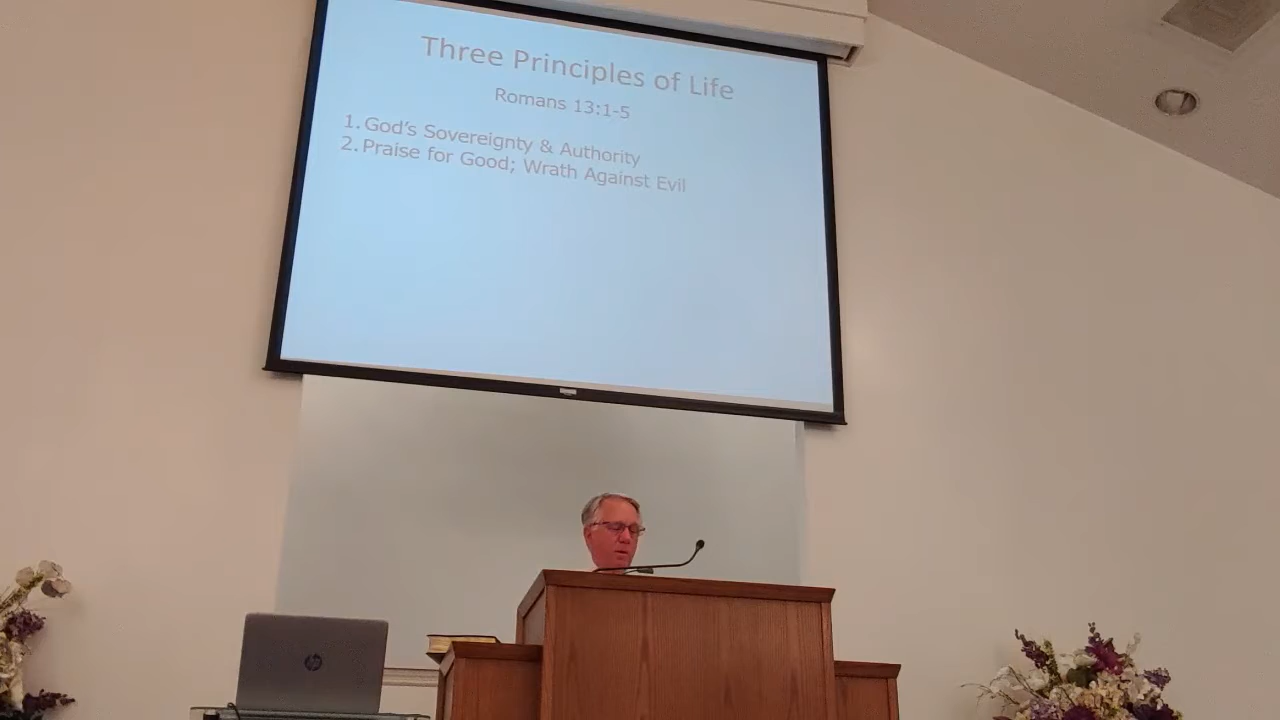 Three Principles of Life
Romans 13:1-5
1. God's Sovereignty & Authority
2. Praise for Good; Wrath Against Evil
hp